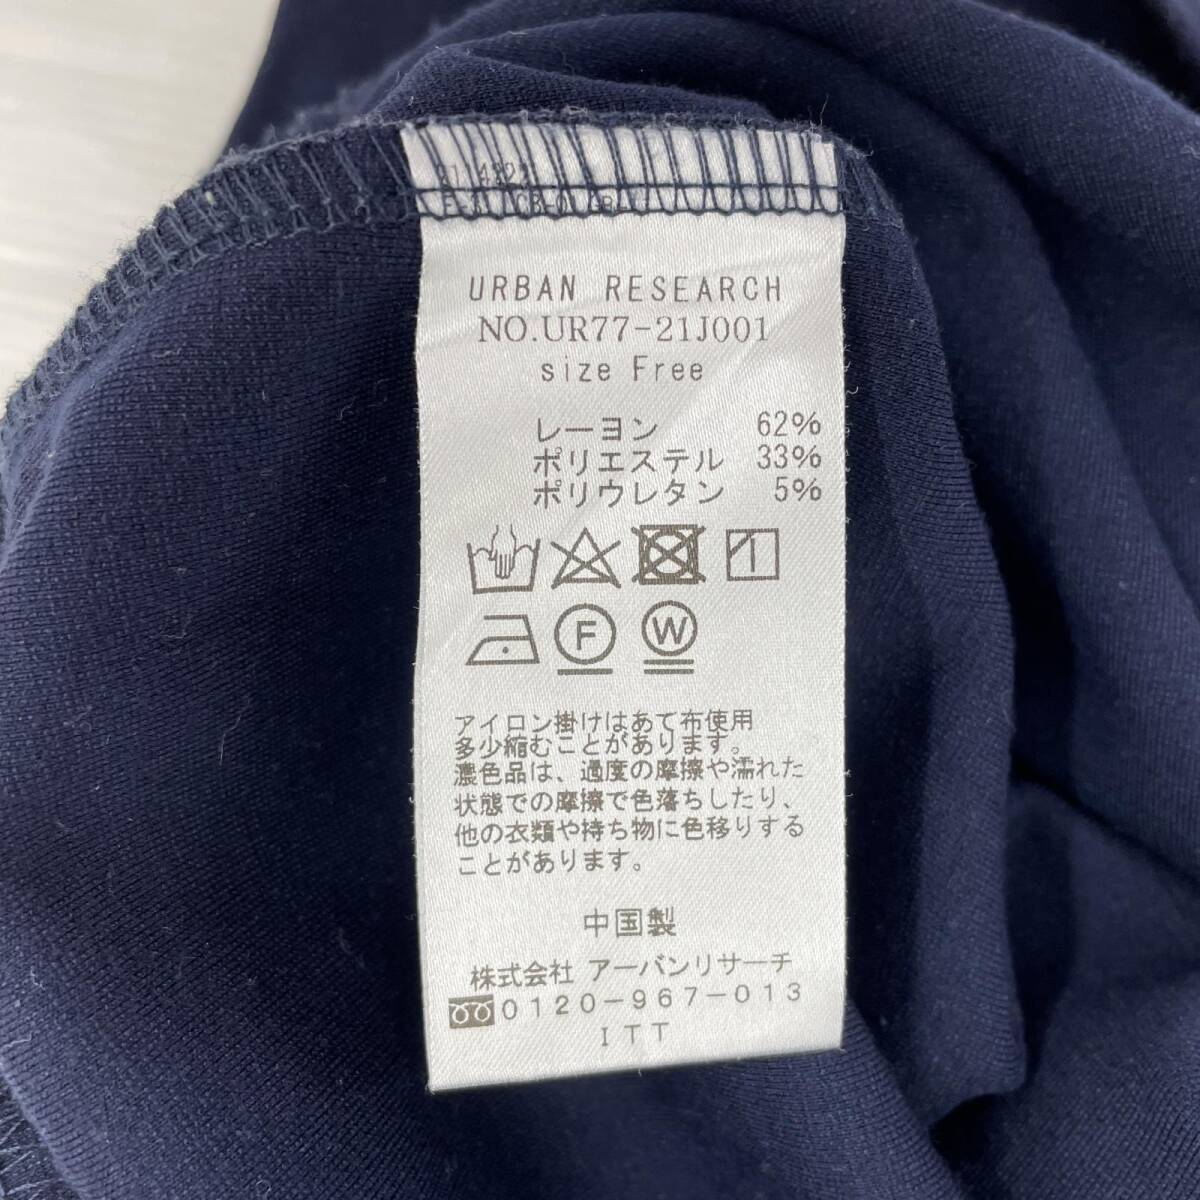 URBAN RESEARCH
NO.UR77-21J001
size Free
レーヨン 62%
ポリエステル 33%
ポリウレタン 5%
F W
アイロン掛けはあて布使用
多少縮むことがあります。
濃色品は、過度の摩擦や濡れた
状態での摩擦で色落ちしたり、
他の衣類や持ち物に色移りする
ことがあります。
中国製
株式会社 アーバンリサーチ
0120-967-013
ITT